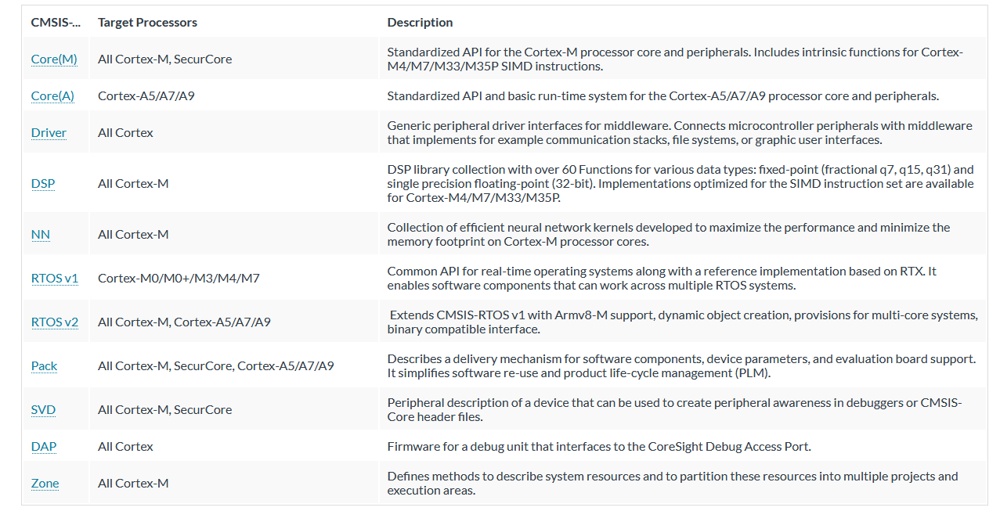 CMSIS-... Target Processors Description
Core(M) All Cortex-M, SecurCore Standardized API for the Cortex-M processor core and peripherals. Includes intrinsic functions for Cortex-
M4/M7/M33/M35P SIMD instructions.
Core(A) Cortex-A5/A7/A9 Standardized API and basic run-time system for the Cortex-A5/A7/A9 processor core and peripherals.
Driver All Cortex Generic peripheral driver interfaces for middleware. Connects microcontroller peripherals with middleware
that implements for example communication stacks, file systems, or graphic user interfaces.
DSP All Cortex-M DSP library collection with over 60 Functions for various data types: fixed-point (fractional q7, q15, q31) and
single precision floating-point (32-bit). Implementations optimized for the SIMD instruction set are available
for Cortex-M4/M7/M33/M35P.
NN All Cortex-M Collection of efficient neural network kernels developed to maximize the performance and minimize the
memory footprint on Cortex-M processor cores.
RTOS v1 Cortex-M0/M0+/M3/M4/M7 Common API for real-time operating systems along with a reference implementation based on RTX. It
enables software components that can work across multiple RTOS systems.
RTOS v2 All Cortex-M, Cortex-A5/A7/A9 Extends CMSIS-RTOS v1 with Armv8-M support, dynamic object creation, provisions for multi-core systems,
binary compatible interface.
Pack All Cortex-M, SecurCore, Cortex-A5/A7/A9 Describes a delivery mechanism for software components, device parameters, and evaluation board support.
It simplifies software re-use and product life-cycle management (PLM).
SVD All Cortex-M, SecurCore Peripheral description of a device that can be used to create peripheral awareness in debuggers or CMSIS-
Core header files.
DAP All Cortex Firmware for a debug unit that interfaces to the CoreSight Debug Access Port.
Zone All Cortex-M Defines methods to describe system resources and to partition these resources into multiple projects and
execution areas.